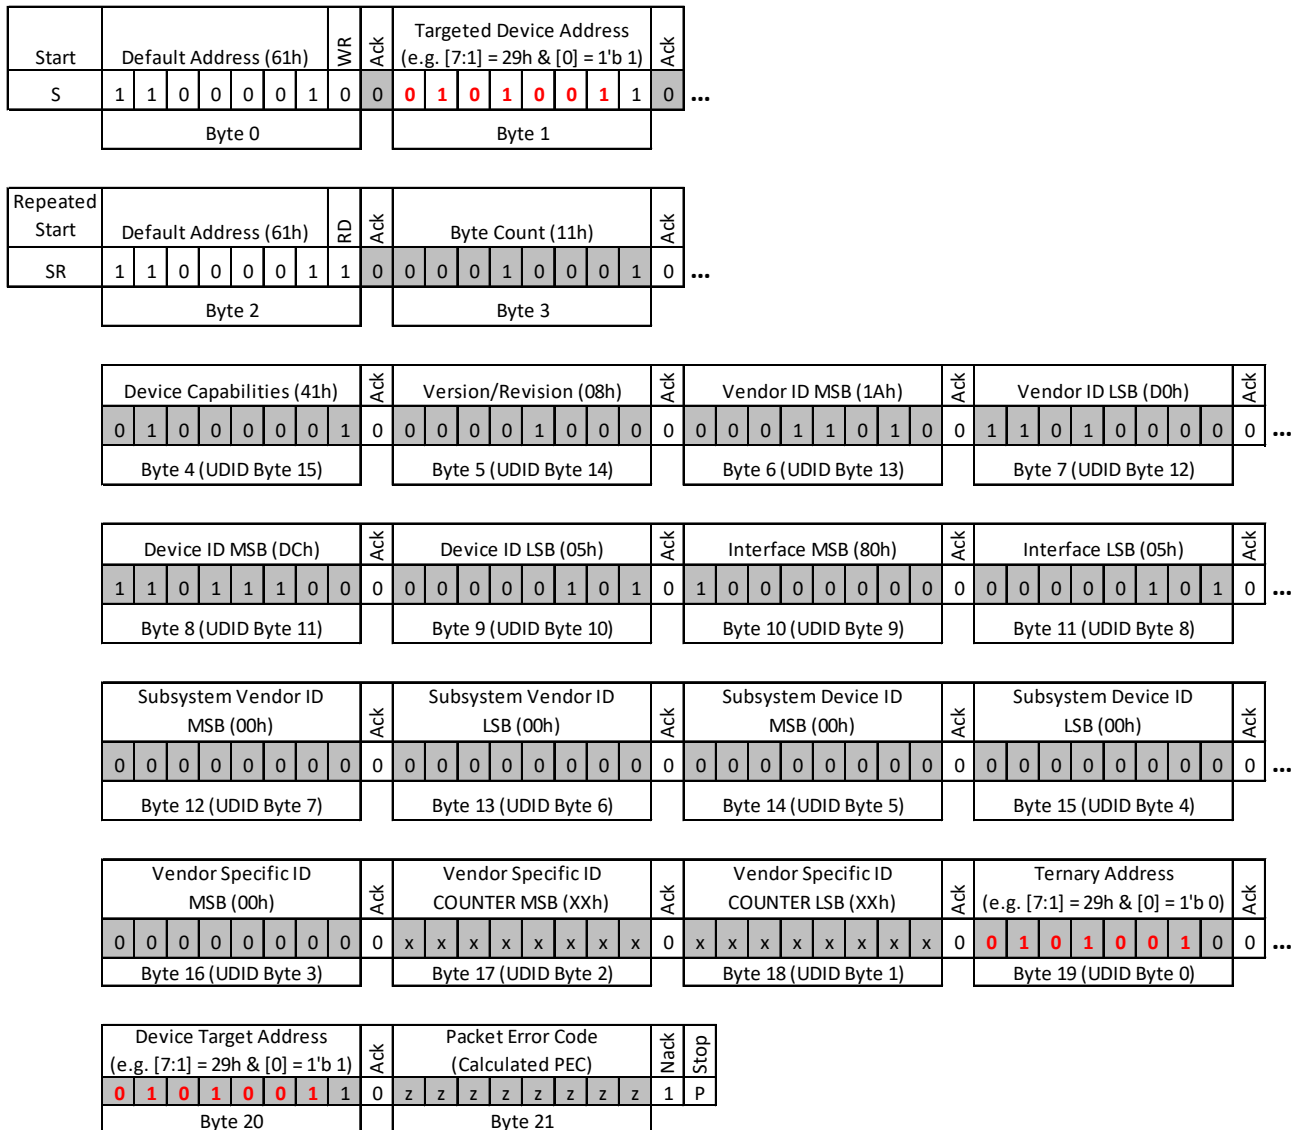 Start Default Address (61h) WR Ack Targeted Device Address (e.g. [7:1] = 29h & [0] = 1'b 1) Ack
S 1 1 0 0 0 0 1 0 0 0 1 0 1 0 0 1 1 0 ...
Byte 0 Byte 1
Repeated Start Default Address (61h) RD Ack Byte Count (11h) Ack
SR 1 1 0 0 0 0 1 1 0 0 0 0 1 0 0 0 1 0 ...
Byte 2 Byte 3
Device Capabilities (41h) Ack Version/Revision (08h) Ack Vendor ID MSB (1Ah) Ack Vendor ID LSB (D0h) Ack
0 1 0 0 0 0 0 1 0 0 0 0 0 1 0 0 0 0 0 0 0 1 1 0 1 0 0 1 1 0 1 0 0 0 0 0 ...
Byte 4 (UDID Byte 15) Byte 5 (UDID Byte 14) Byte 6 (UDID Byte 13) Byte 7 (UDID Byte 12)
Device ID MSB (DCh) Ack Device ID LSB (05h) Ack Interface MSB (80h) Ack Interface LSB (05h) Ack
1 1 0 1 1 1 0 0 0 0 0 0 0 0 1 0 1 0 1 0 0 0 0 0 0 0 0 0 0 0 0 0 1 0 1 0 ...
Byte 8 (UDID Byte 11) Byte 9 (UDID Byte 10) Byte 10 (UDID Byte 9) Byte 11 (UDID Byte 8)
Subsystem Vendor ID MSB (00h) Ack Subsystem Vendor ID LSB (00h) Ack Subsystem Device ID MSB (00h) Ack Subsystem Device ID LSB (00h) Ack
0 0 0 0 0 0 0 0 0 0 0 0 0 0 0 0 0 0 0 0 0 0 0 0 0 0 0 0 0 0 0 0 0 0 0 0 ...
Byte 12 (UDID Byte 7) Byte 13 (UDID Byte 6) Byte 14 (UDID Byte 5) Byte 15 (UDID Byte 4)
Vendor Specific ID MSB (00h) Ack Vendor Specific ID COUNTER MSB (XXh) Ack Vendor Specific ID COUNTER LSB (XXh) Ack Ternary Address (e.g. [7:1] = 29h & [0] = 1'b 0) Ack
0 0 0 0 0 0 0 0 0 x x x x x x x x 0 x x x x x x x x 0 0 1 0 1 0 0 1 0 0 ...
Byte 16 (UDID Byte 3) Byte 17 (UDID Byte 2) Byte 18 (UDID Byte 1) Byte 19 (UDID Byte 0)
Device Target Address (e.g. [7:1] = 29h & [0] = 1'b 1) Ack Packet Error Code (Calculated PEC) Nack Stop
0 1 0 1 0 0 1 1 0 z z z z z z z z 1 P
Byte 20 Byte 21